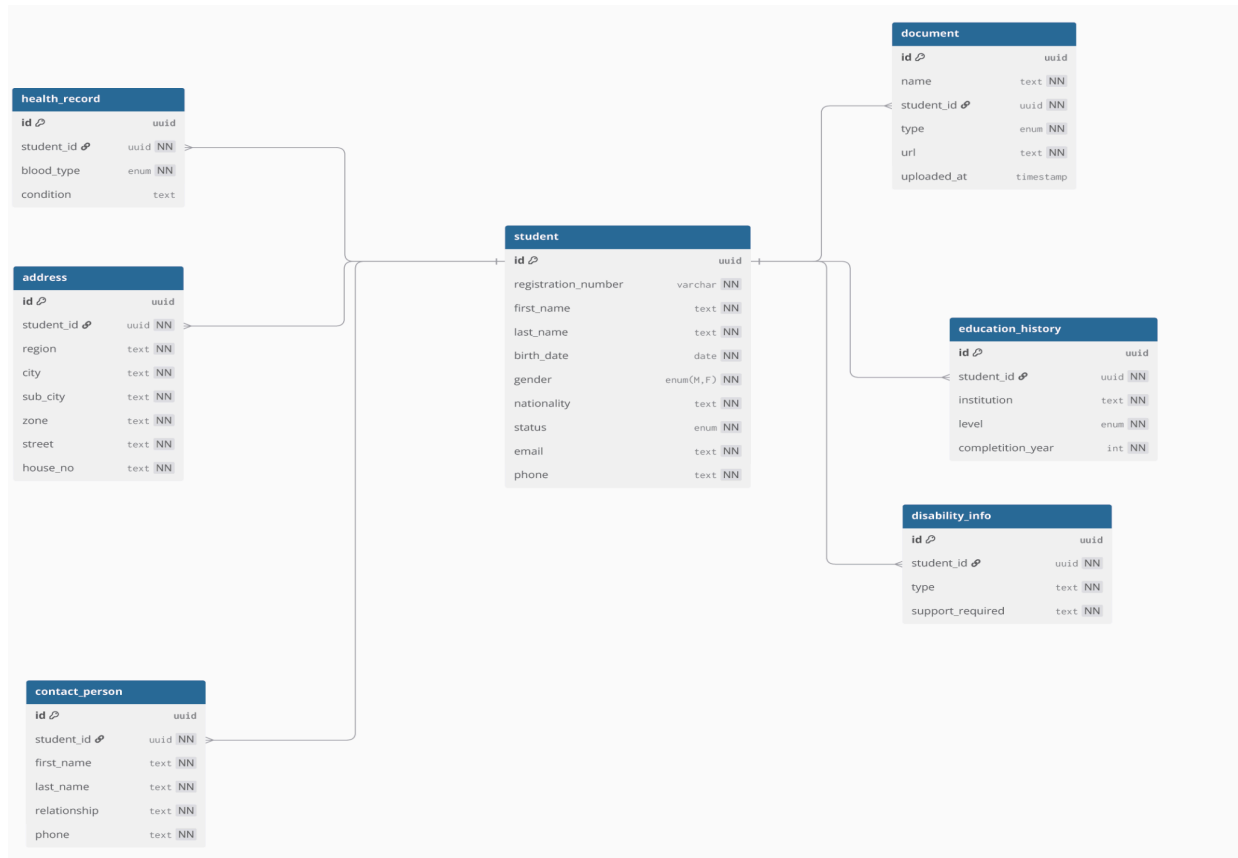 health_record
id uuid
student_id uuid NN
blood_type enum NN
condition text
address
id uuid
student_id uuid NN
region text NN
city text NN
sub_city text NN
zone text NN
street text NN
house_no text NN
contact_person
id uuid
student_id uuid NN
first_name text NN
last_name text NN
relationship text NN
phone text NN
student
id uuid
registration_number varchar NN
first_name text NN
last_name text NN
birth_date date NN
gender enum(M,F) NN
nationality text NN
status enum NN
email text NN
phone text NN
document
id uuid
name text NN
student_id uuid NN
type enum NN
url text NN
uploaded_at timestamp
education_history
id uuid
student_id uuid NN
institution text NN
level enum NN
completition_year int NN
disability_info
id uuid
student_id uuid NN
type text NN
support_required text NN